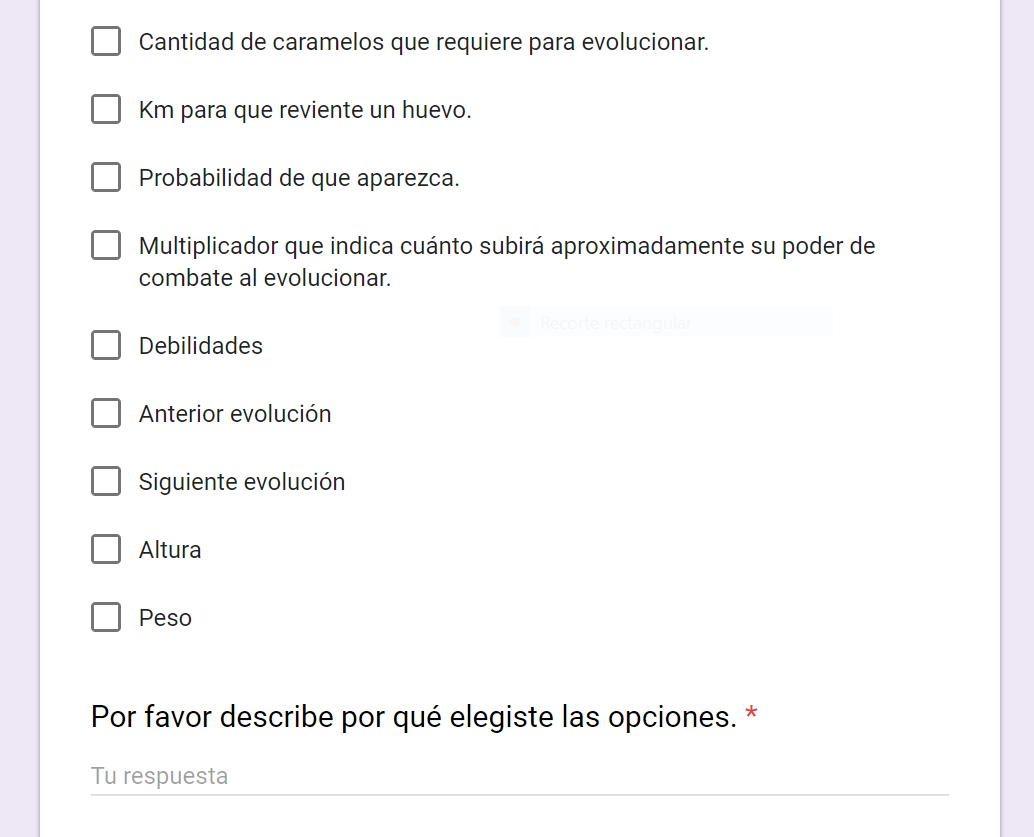 Cantidad de caramelos que requiere para evolucionar.
Km para que reviente un huevo.
Probabilidad de que aparezca.
Multiplicador que indica cuánto subirá aproximadamente su poder de
combate al evolucionar.
Recorte rectangular
Debilidades
Anterior evolución
Siguiente evolución
Altura
Peso
Por favor describe por qué elegiste las opciones. *
Tu respuesta